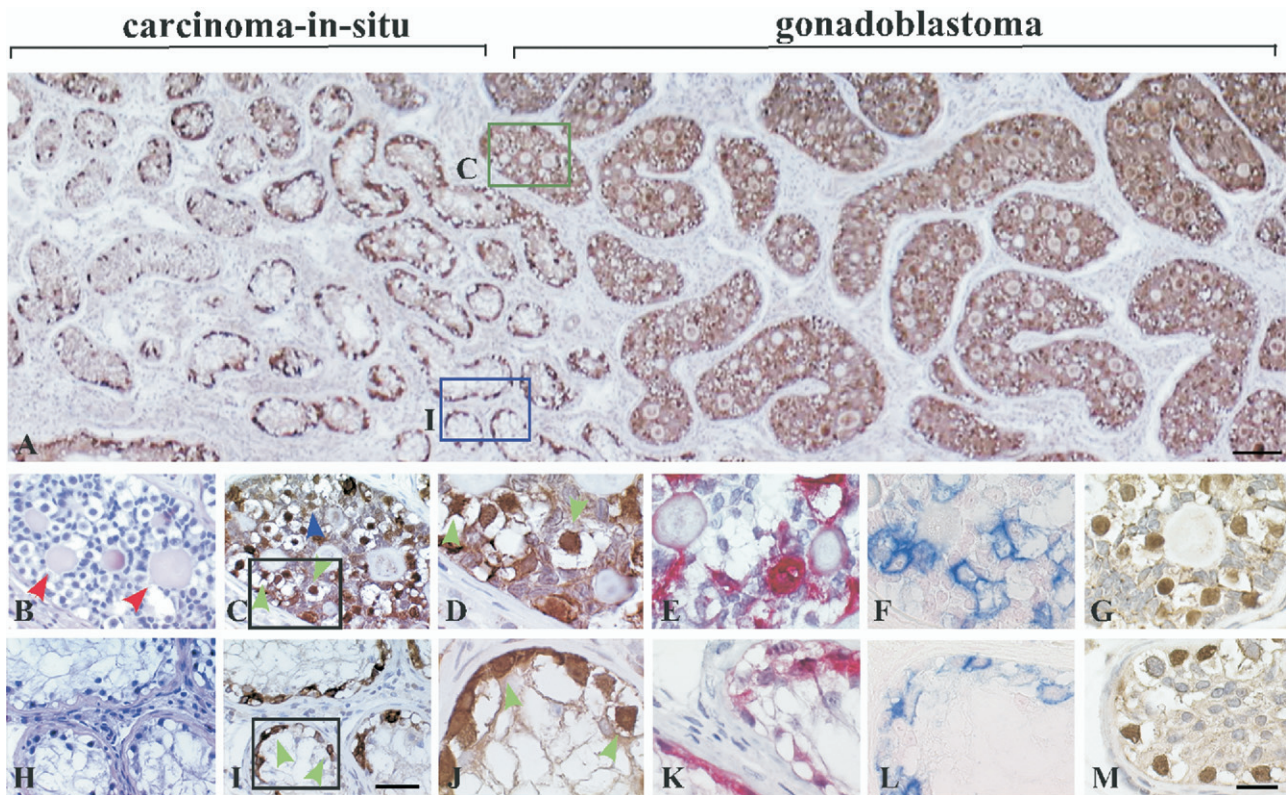 carcinoma-in-situ gonadoblastoma
C
I
A
B C D E F G
H I J K L M